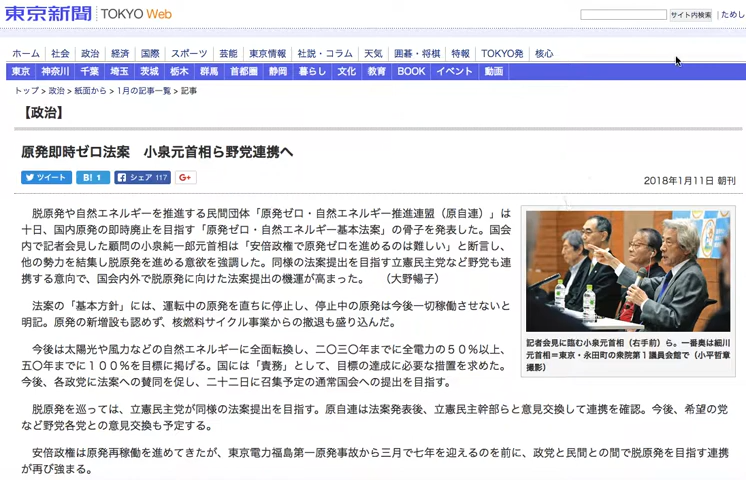 東京新聞 TOKYO Web
サイト内検索 ためし
ホーム 社会 政治 経済 国際 スポーツ 芸能 東京情報 社説・コラム 天気 囲碁・将棋 特報 TOKYO発 核心
東京 神奈川 千葉 埼玉 茨城 栃木 群馬 首都圏 静岡 暮らし 文化 教育 BOOK イベント 動画
トップ > 政治 > 紙面から > 1月の記事一覧 > 記事
【政治】
原発即時ゼロ法案　小泉元首相ら野党連携へ
ツイート B! 1 シェア 117 G+
2018年1月11日 朝刊
脱原発や自然エネルギーを推進する民間団体「原発ゼロ・自然エネルギー推進連盟（原自連）」は
十日、国内原発の即時廃止を目指す「原発ゼロ・自然エネルギー基本法案」の骨子を発表した。国会
内で記者会見した顧問の小泉純一郎元首相は「安倍政権で原発ゼロを進めるのは難しい」と断言し、
他の勢力を結集し脱原発を進める意欲を強調した。同様の法案提出を目指す立憲民主党など野党も連
携する意向で、国会内外で脱原発に向けた法案提出の機運が高まった。　（大野暢子）
法案の「基本方針」には、運転中の原発を直ちに停止し、停止中の原発は今後一切稼働させないと
明記。原発の新増設も認めず、核燃料サイクル事業からの撤退も盛り込んだ。
今後は太陽光や風力などの自然エネルギーに全面転換し、二〇三〇年までに全電力の５０％以上、
五〇年までに１００％を目標に掲げる。国には「責務」として、目標の達成に必要な措置を求めた。
今後、各政党に法案への賛同を促し、二十二日に召集予定の通常国会への提出を目指す。
脱原発を巡っては、立憲民主党が同様の法案提出を目指す。原自連は法案発表後、立憲民主幹部らと意見交換して連携を確認。今後、希望の党
など野党各党との意見交換も予定する。
安倍政権は原発再稼働を進めてきたが、東京電力福島第一原発事故から三月で七年を迎えるのを前に、政党と民間との間で脱原発を目指す連携
が再び強まる。
記者会見に臨む小泉元首相（右手前）ら。一番奥は細川
元首相＝東京・永田町の衆院第１議員会館で（小平哲章
撮影）